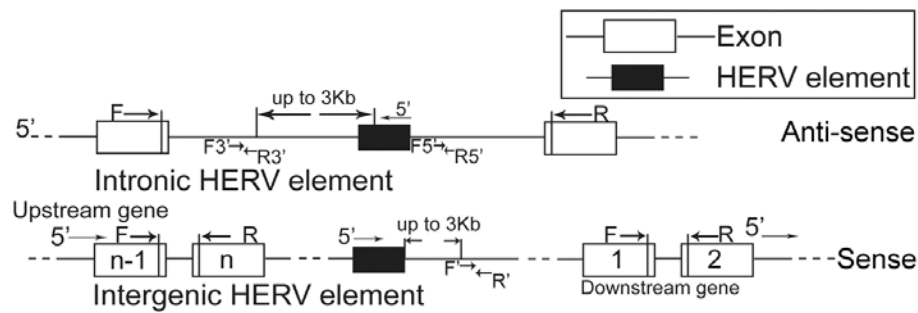 Exon
HERV element
up to 3Kb
F
5'
R
5'
F3' R3'
F5' R5'
Anti-sense
Intronic HERV element
Upstream gene
up to 3Kb
5'
F
R
5'
F
R
5'
n-1
n
F'
R'
1
2
Sense
Intergenic HERV element
Downstream gene